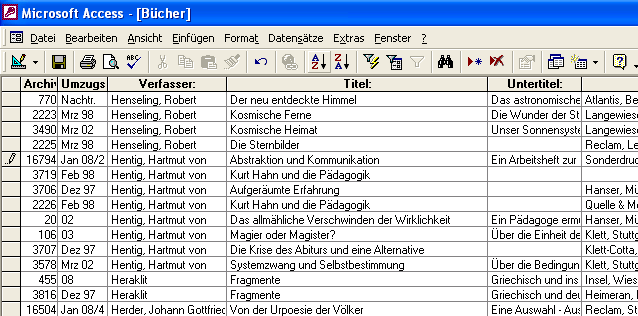 Microsoft Access - [Bücher]
Datei Bearbeiten Ansicht Einfügen Format Datensätze Extras Fenster ?
ABC A Z Z A
Archiv Umzugs Verfasser: Titel: Untertitel:
770 Nachtr. Henseling, Robert Der neu entdeckte Himmel Das astronomische Atlantis, Be
2223 Mrz 98 Henseling, Robert Kosmische Ferne Die Wunder der St Langewies
3490 Mrz 02 Henseling, Robert Kosmische Heimat Unser Sonnensyste Langewies
2225 Mrz 98 Henseling, Robert Die Sternbilder Reclam, Le
16794 Jan 08/2 Hentig, Hartmut von Abstraktion und Kommunikation Ein Arbeitsheft zur Sonderdruc
3719 Feb 98 Hentig, Hartmut von Kurt Hahn und die Pädagogik
3706 Dez 97 Hentig, Hartmut von Aufgeräumte Erfahrung Hanser, Mü
2226 Feb 98 Hentig, Hartmut von Kurt Hahn und die Pädagogik Quelle & M
20 02 Hentig, Hartmut von Das allmähliche Verschwinden der Wirklichkeit Ein Pädagoge ermu Hanser, Mü
106 03 Hentig, Hartmut von Magier oder Magister? Über die Einheit de Klett, Stuttg
3707 Dez 97 Hentig, Hartmut von Die Krise des Abiturs und eine Alternative Klett-Cotta,
3578 Mrz 02 Hentig, Hartmut von Systemzwang und Selbstbestimmung Über die Bedingun Klett, Stuttg
455 08 Heraklit Fragmente Griechisch und ins Insel, Wies
3816 Dez 97 Heraklit Fragmente Griechisch und deu Heimeran, M
16504 Jan 08/4 Herder, Johann Gottfried Von der Urpoesie der Völker Eine Auswahl - Aus Reclam, St